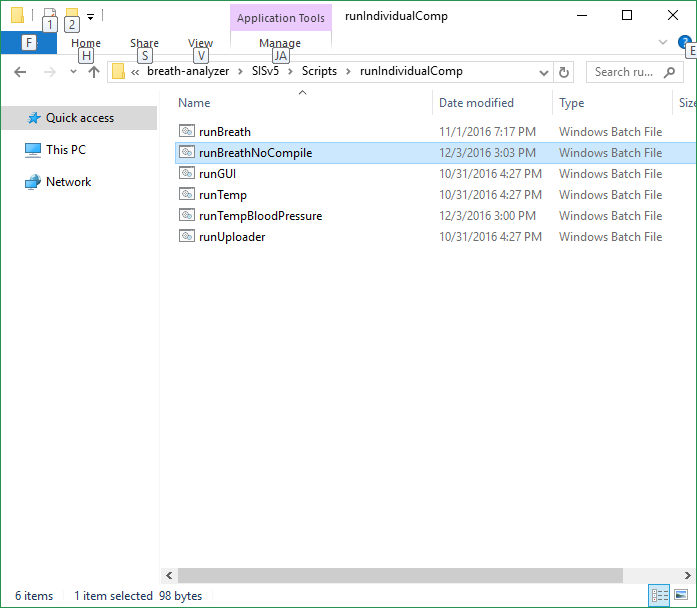 1 2 Application Tools runIndividualComp
F Home Share View Manage ?
H S V JA E
« breath-analyzer > SISv5 > Scripts > runIndividualComp Search ru...
Name Date modified Type Size
Quick access
This PC
Network
runBreath 11/1/2016 7:17 PM Windows Batch File
runBreathNoCompile 12/3/2016 3:03 PM Windows Batch File
runGUI 10/31/2016 4:27 PM Windows Batch File
runTemp 10/31/2016 4:27 PM Windows Batch File
runTempBloodPressure 12/3/2016 3:00 PM Windows Batch File
runUploader 10/31/2016 4:27 PM Windows Batch File
6 items 1 item selected 98 bytes